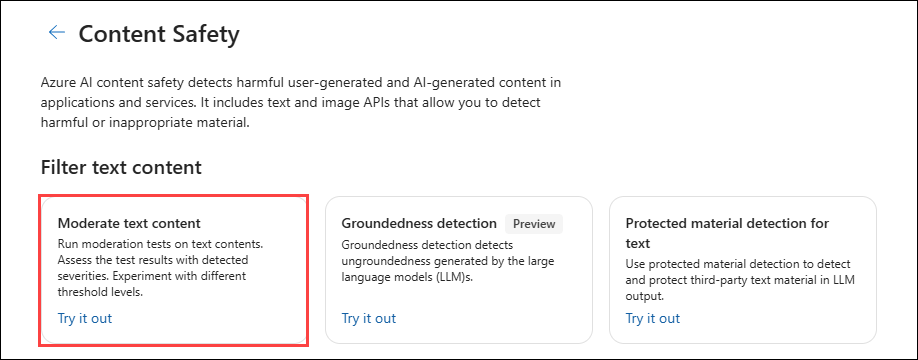 Content Safety
Azure AI content safety detects harmful user-generated and AI-generated content in
applications and services. It includes text and image APIs that allow you to detect
harmful or inappropriate material.
Filter text content
Moderate text content
Run moderation tests on text contents.
Assess the test results with detected
severities. Experiment with different
threshold levels.
Try it out
Groundedness detection Preview
Groundedness detection detects
ungroundedness generated by the large
language models (LLM)s.
Try it out
Protected material detection for
text
Use protected material detection to detect
and protect third-party text material in LLM
output.
Try it out